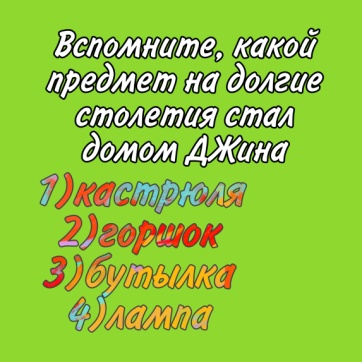 Вспомните, какой
предмет на долгие
столетия стал
домом ДЖина
1)кастрюля
2)горшок
3)бутылка
4)лампа